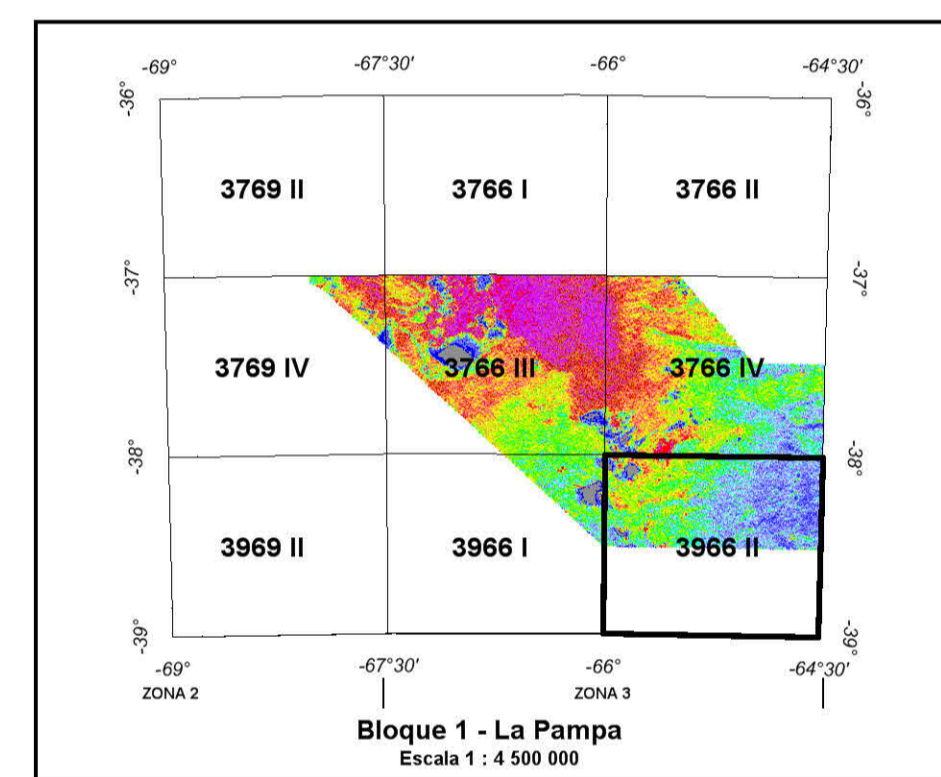 -69° -67°30' -66° -64°30'
-36° -36°
3769 II 3766 I 3766 II
-37° -37°
3769 IV 3766 III 3766 IV
-38° -38°
3969 II 3966 I 3966 II
-39° -39°
-69° -67°30' -66° -64°30'
ZONA 2 ZONA 3
Bloque 1 - La Pampa
Escala 1 : 4 500 000